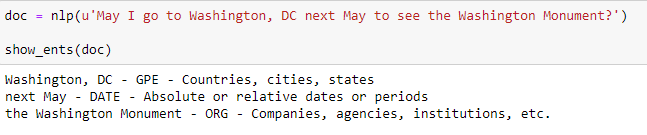 doc = nlp(u'May I go to Washington, DC next May to see the Washington Monument?')
show_ents(doc)
Washington, DC - GPE - Countries, cities, states
next May - DATE - Absolute or relative dates or periods
the Washington Monument - ORG - Companies, agencies, institutions, etc.